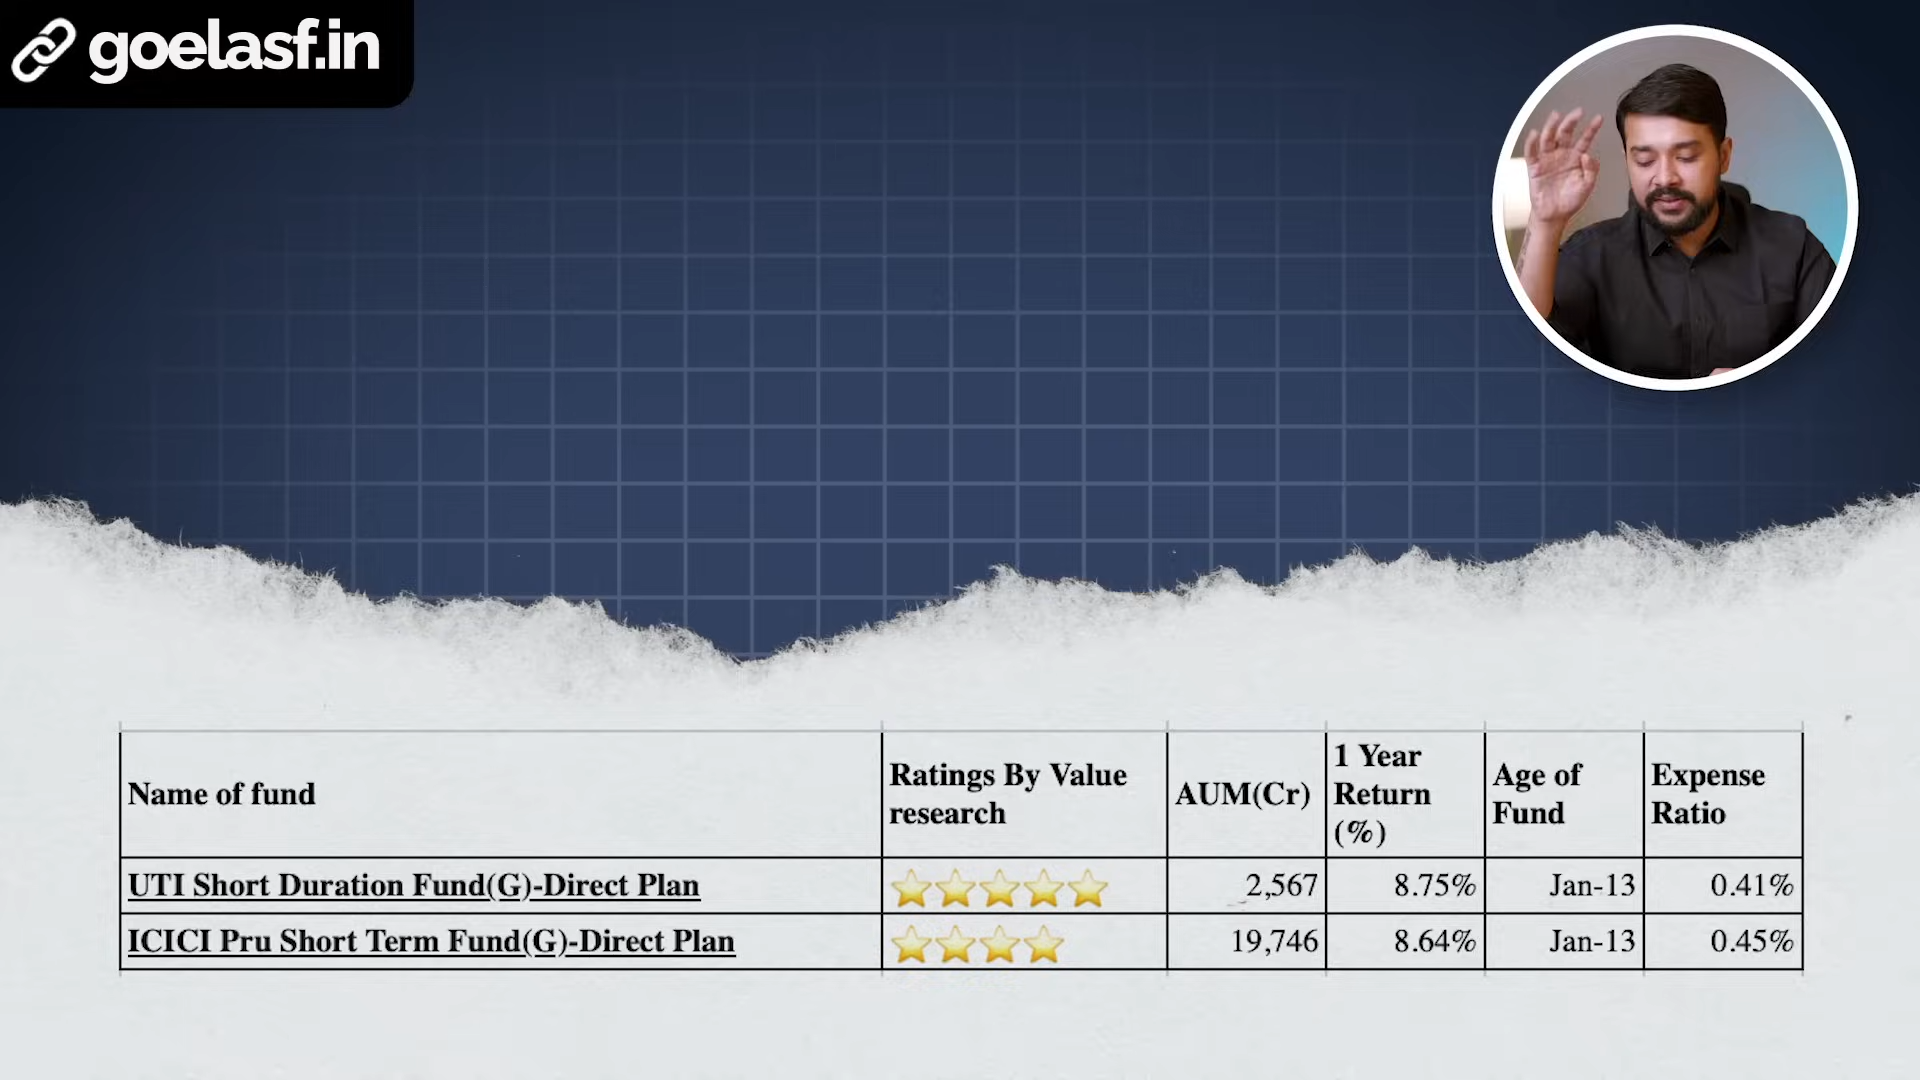 goelasf.in
Name of fund
Ratings By Value
research
AUM(Cr)
1 Year
Return
(%)
Age of
Fund
Expense
Ratio
UTI Short Duration Fund(G)-Direct Plan
2,567
8.75%
Jan-13
0.41%
ICICI Pru Short Term Fund(G)-Direct Plan
19,746
8.64%
Jan-13
0.45%